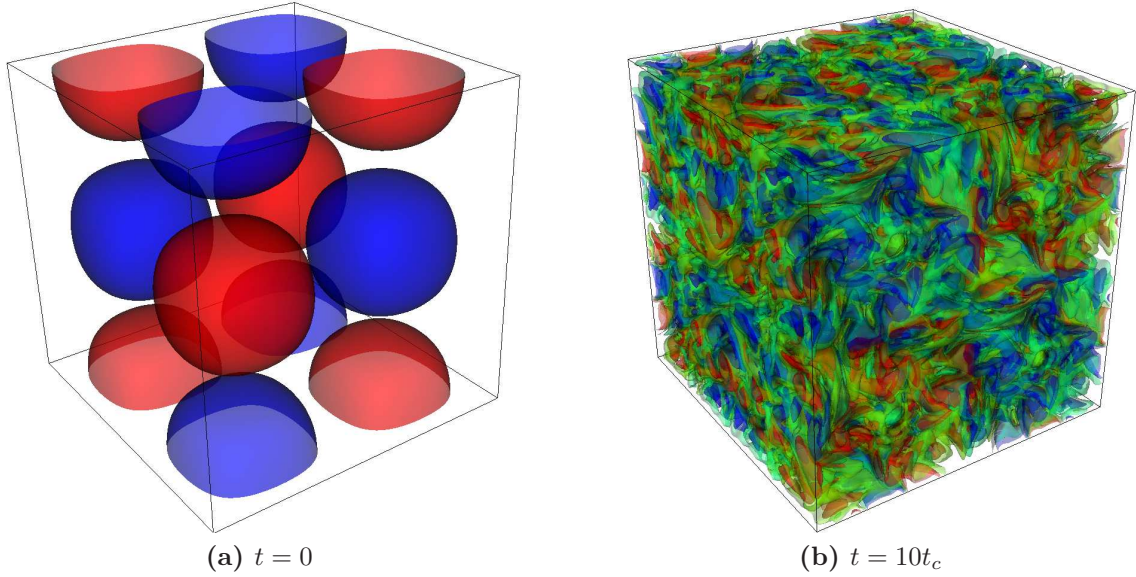 (a) t = 0
(b) t = 10t_c